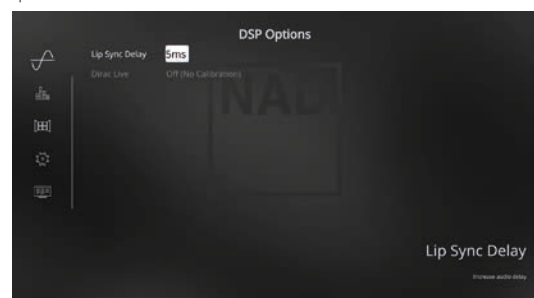 DSP Options
Lip Sync Delay 5ms
Dirac Live Off (No Calibration)
NAD
Lip Sync Delay
Increase audio delay